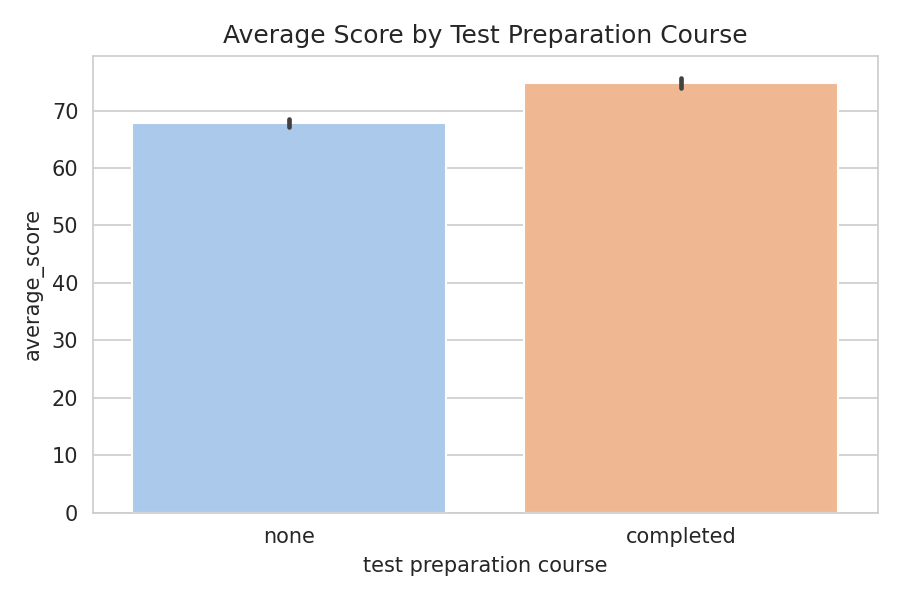 Average Score by Test Preparation Course
average_score
70
60
50
40
30
20
10
0
none completed
test preparation course